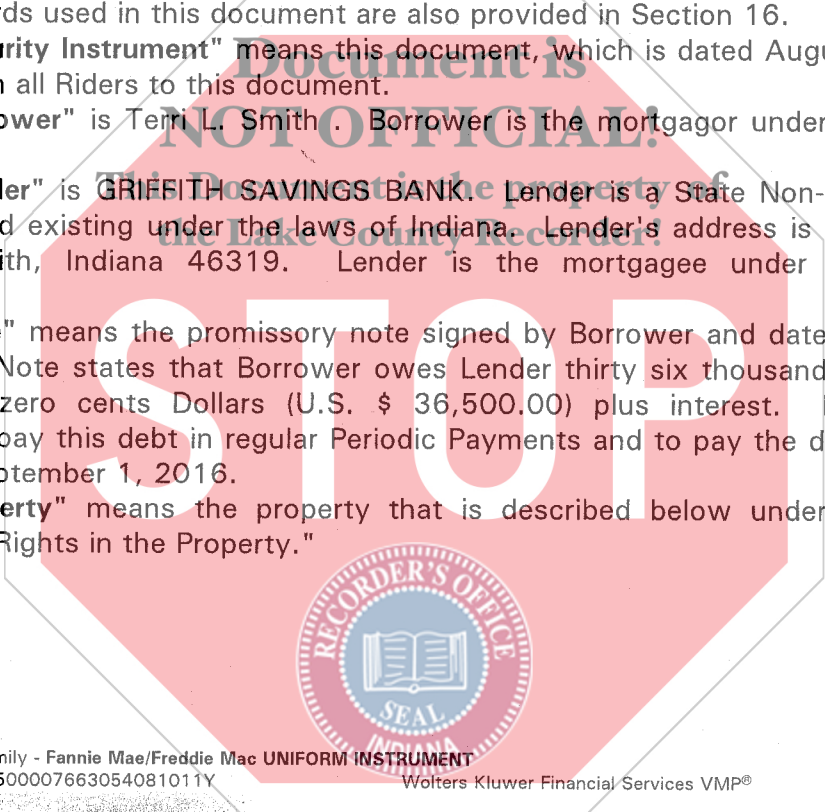 rds used in this document are also provided in Section 16.
rity Instrument" means this document, which is dated Augu
all Riders to this document.
ower" is Terri L. Smith . Borrower is the mortgagor under
ler" is GRIFFITH SAVINGS BANK. Lender is a State Non-
d existing under the laws of Indiana. Lender's address is
ith, Indiana 46319. Lender is the mortgagee under
" means the promissory note signed by Borrower and date
Note states that Borrower owes Lender thirty six thousand
zero cents Dollars (U.S. $ 36,500.00) plus interest.
pay this debt in regular Periodic Payments and to pay the d
ptember 1, 2016.
erty" means the property that is described below under
Rights in the Property."
Document is
NOT OFFICIAL!
This Document is the property of
the Lake County Recorder!
STOP
RECORDER'S OFFICE
SEAL
INDIANA
nily - Fannie Mae/Freddie Mac UNIFORM INSTRUMENT
500007663054081011Y
Wolters Kluwer Financial Services VMP®